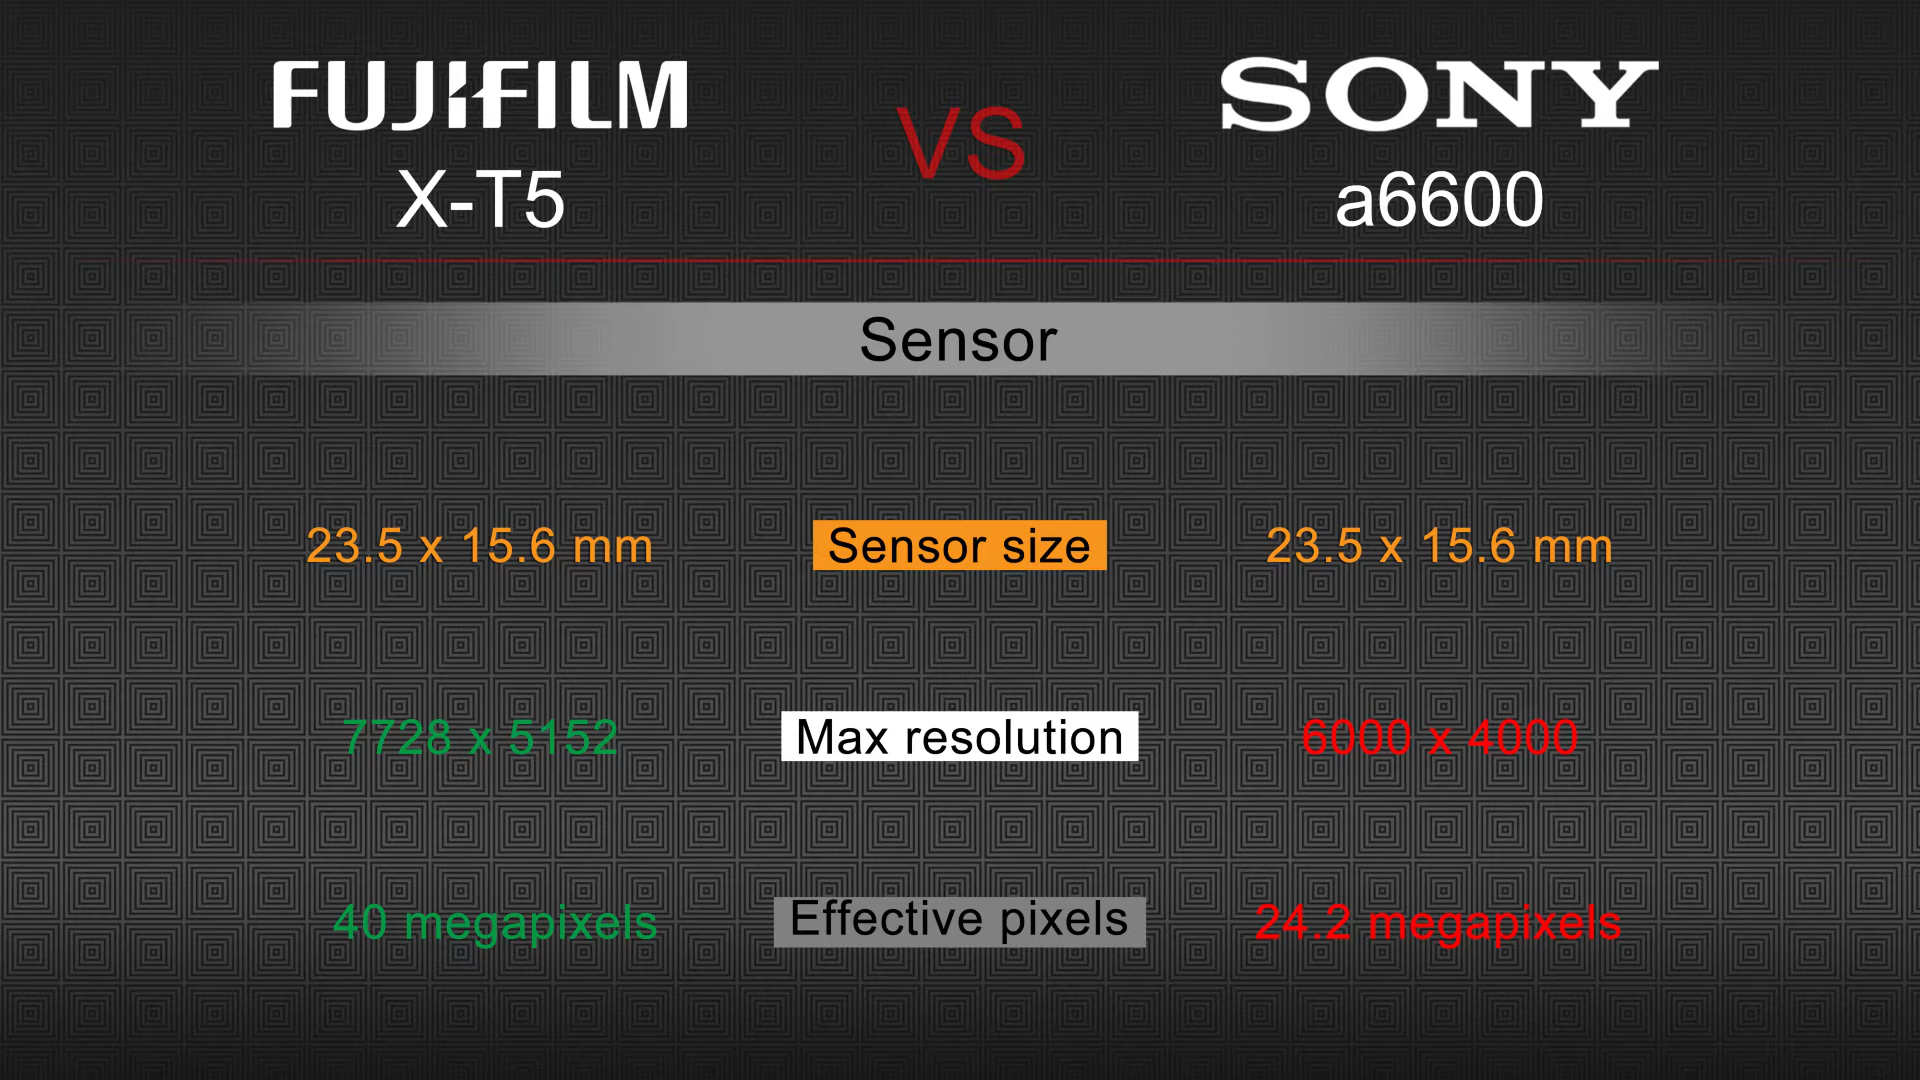 FUJIFILM VS SONY
X-T5 a6600
Sensor
23.5 x 15.6 mm Sensor size 23.5 x 15.6 mm
7728 x 5152 Max resolution 6000 x 4000
40 megapixels Effective pixels 24.2 megapixels